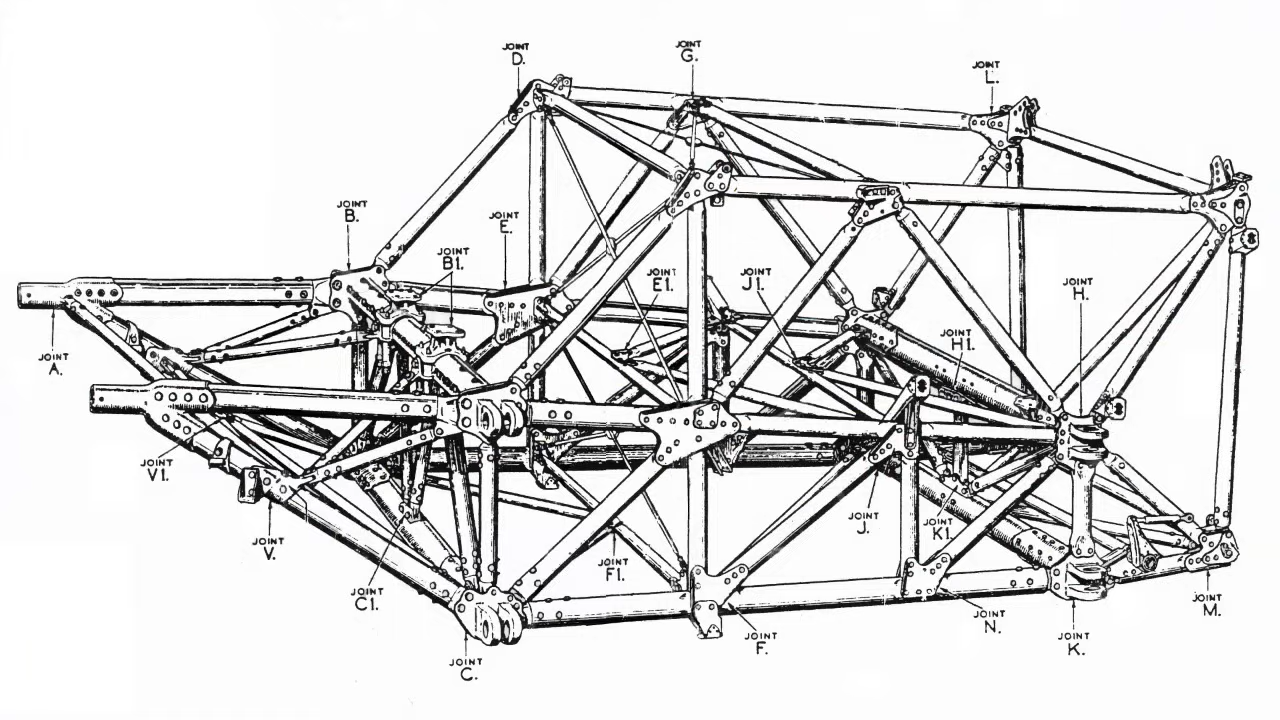 JOINT
D.
JOINT
G.
JOINT
L.
JOINT
B.
JOINT
E.
JOINT
B1.
JOINT
E1.
JOINT
J1.
JOINT
H.
JOINT
H1.
JOINT
A.
JOINT
V1.
JOINT
V.
JOINT
C1.
JOINT
F1.
JOINT
J.
JOINT
K1.
JOINT
C.
JOINT
F.
JOINT
N.
JOINT
K.
JOINT
M.